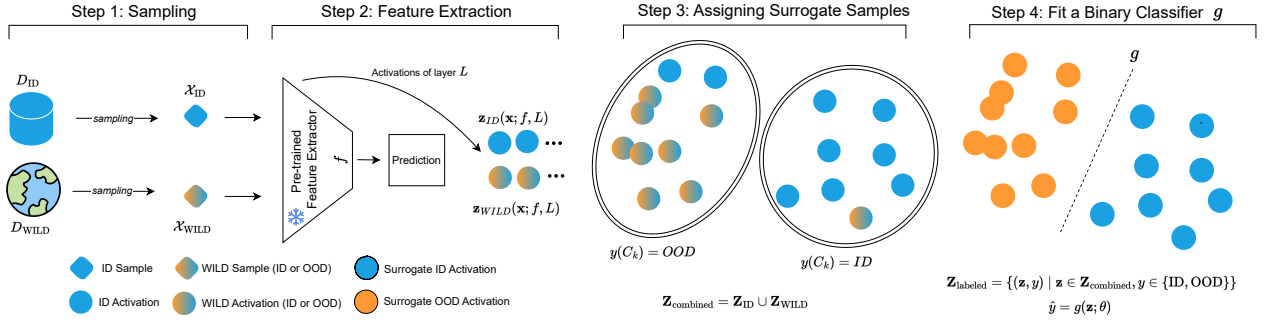 Step 1: Sampling
Step 2: Feature Extraction
Step 3: Assigning Surrogate Samples
Step 4: Fit a Binary Classifier g
D_ID
sampling
𝒳_ID
D_WILD
sampling
𝒳_WILD
Pre-trained
Feature Extractor
f
Activations of layer L
Prediction
z_ID(x; f, L)
z_WILD(x; f, L)
y(C_k) = OOD
y(C_k) = ID
Z_combined = Z_ID ∪ Z_WILD
g
Z_labeled = {(z, y) | z ∈ Z_combined, y ∈ {ID, OOD}}
ŷ = g(z; θ)
ID Sample
WILD Sample (ID or OOD)
Surrogate ID Activation
ID Activation
WILD Activation (ID or OOD)
Surrogate OOD Activation